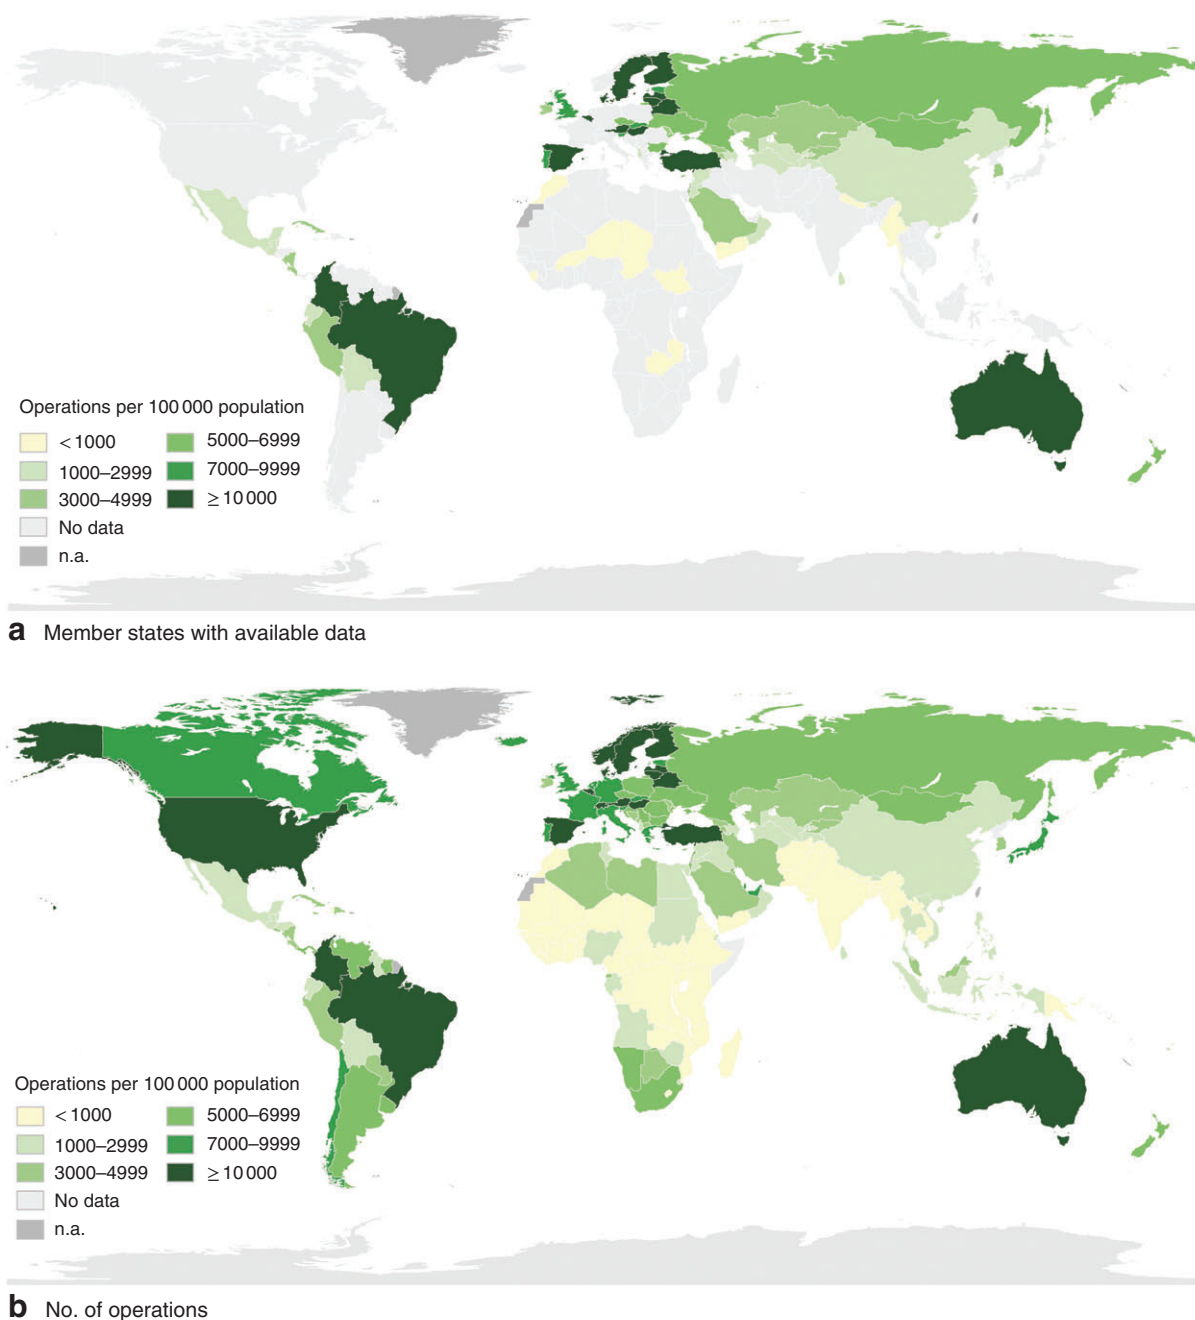 Operations per 100 000 population
< 1000
5000–6999
1000–2999
7000–9999
3000–4999
≥ 10 000
No data
n.a.
a Member states with available data
Operations per 100 000 population
< 1000
5000–6999
1000–2999
7000–9999
3000–4999
≥ 10 000
No data
n.a.
b No. of operations